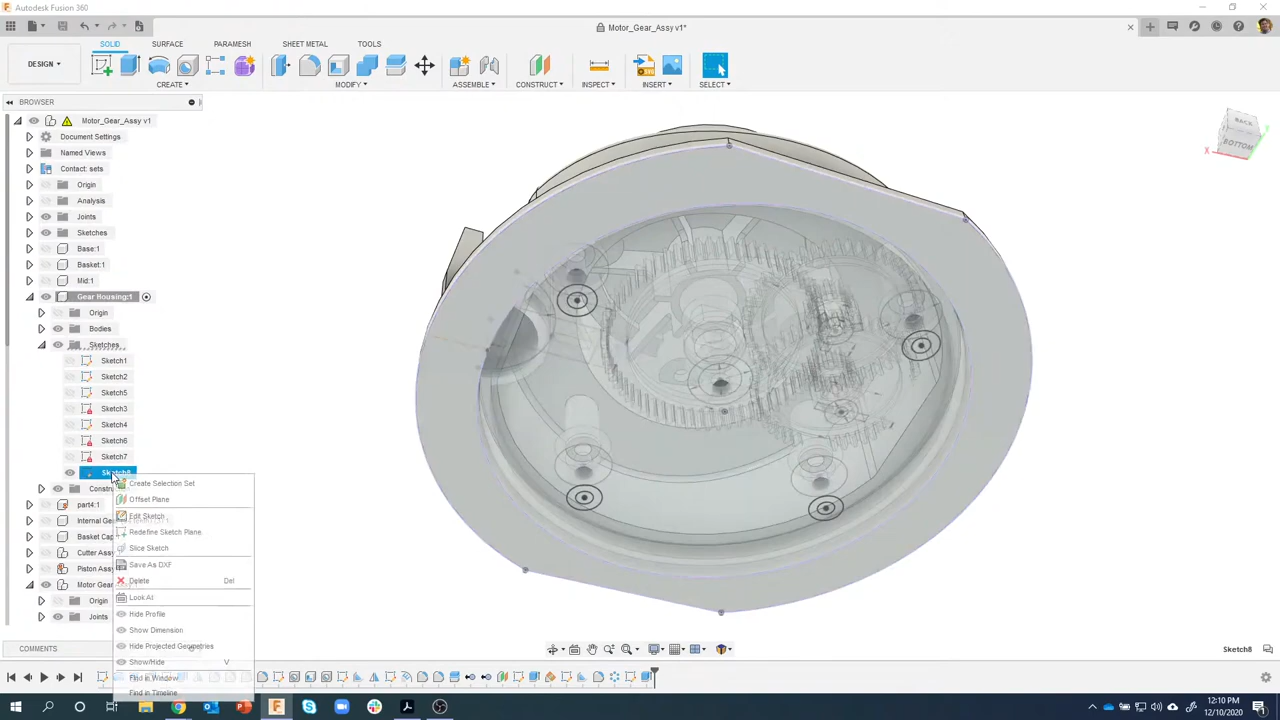 Autodesk Fusion 360
Motor_Gear_Assy v1*
SOLID SURFACE PARAMESH SHEET METAL TOOLS
DESIGN
CREATE MODIFY ASSEMBLE CONSTRUCT INSPECT INSERT SELECT
BROWSER
BACK
BOTTOM
X
Motor_Gear_Assy v1
Document Settings
Named Views
Contact: sets
Origin
Analysis
Joints
Sketches
Base:1
Basket:1
Mid:1
Gear Housing:1
Origin
Bodies
Sketches
Sketch1
Sketch2
Sketch5
Sketch3
Sketch4
Sketch6
Sketch7
Sketch8
Create Selection Set
Offset Plane
part4:1
Edit Sketch
Redefine Sketch Plane
Slice Sketch
Save As DXF
Delete Del
Look At
Hide Profile
Show Dimension
Hide Projected Geometries
Show/Hide V
Find in Window
Find in Timeline
Origin
Joints
COMMENTS
Sketch8
12:10 PM
12/10/2020